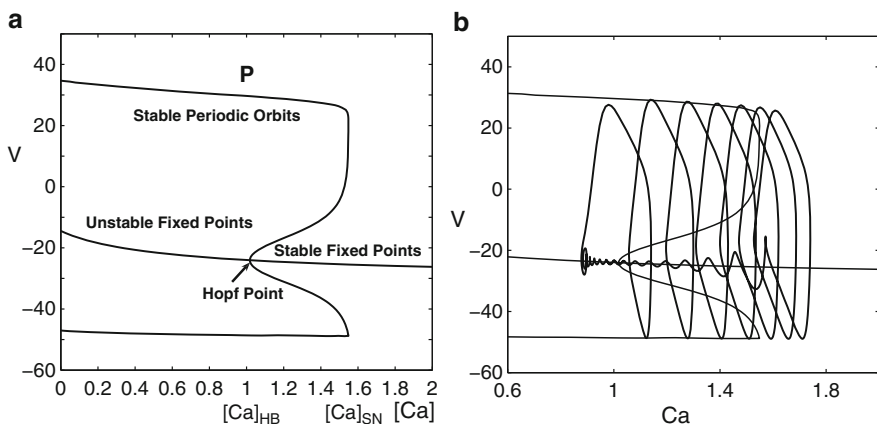 a
b
40
20
0
−20
−40
−60
V
P
Stable Periodic Orbits
Unstable Fixed Points
Stable Fixed Points
Hopf Point
0 0.2 0.4 0.6 0.8 1 1.2 1.4 1.6 1.8 2
[Ca]HB [Ca]SN [Ca]
40
20
0
−20
−40
−60
V
0.6 1 1.4 1.8
Ca